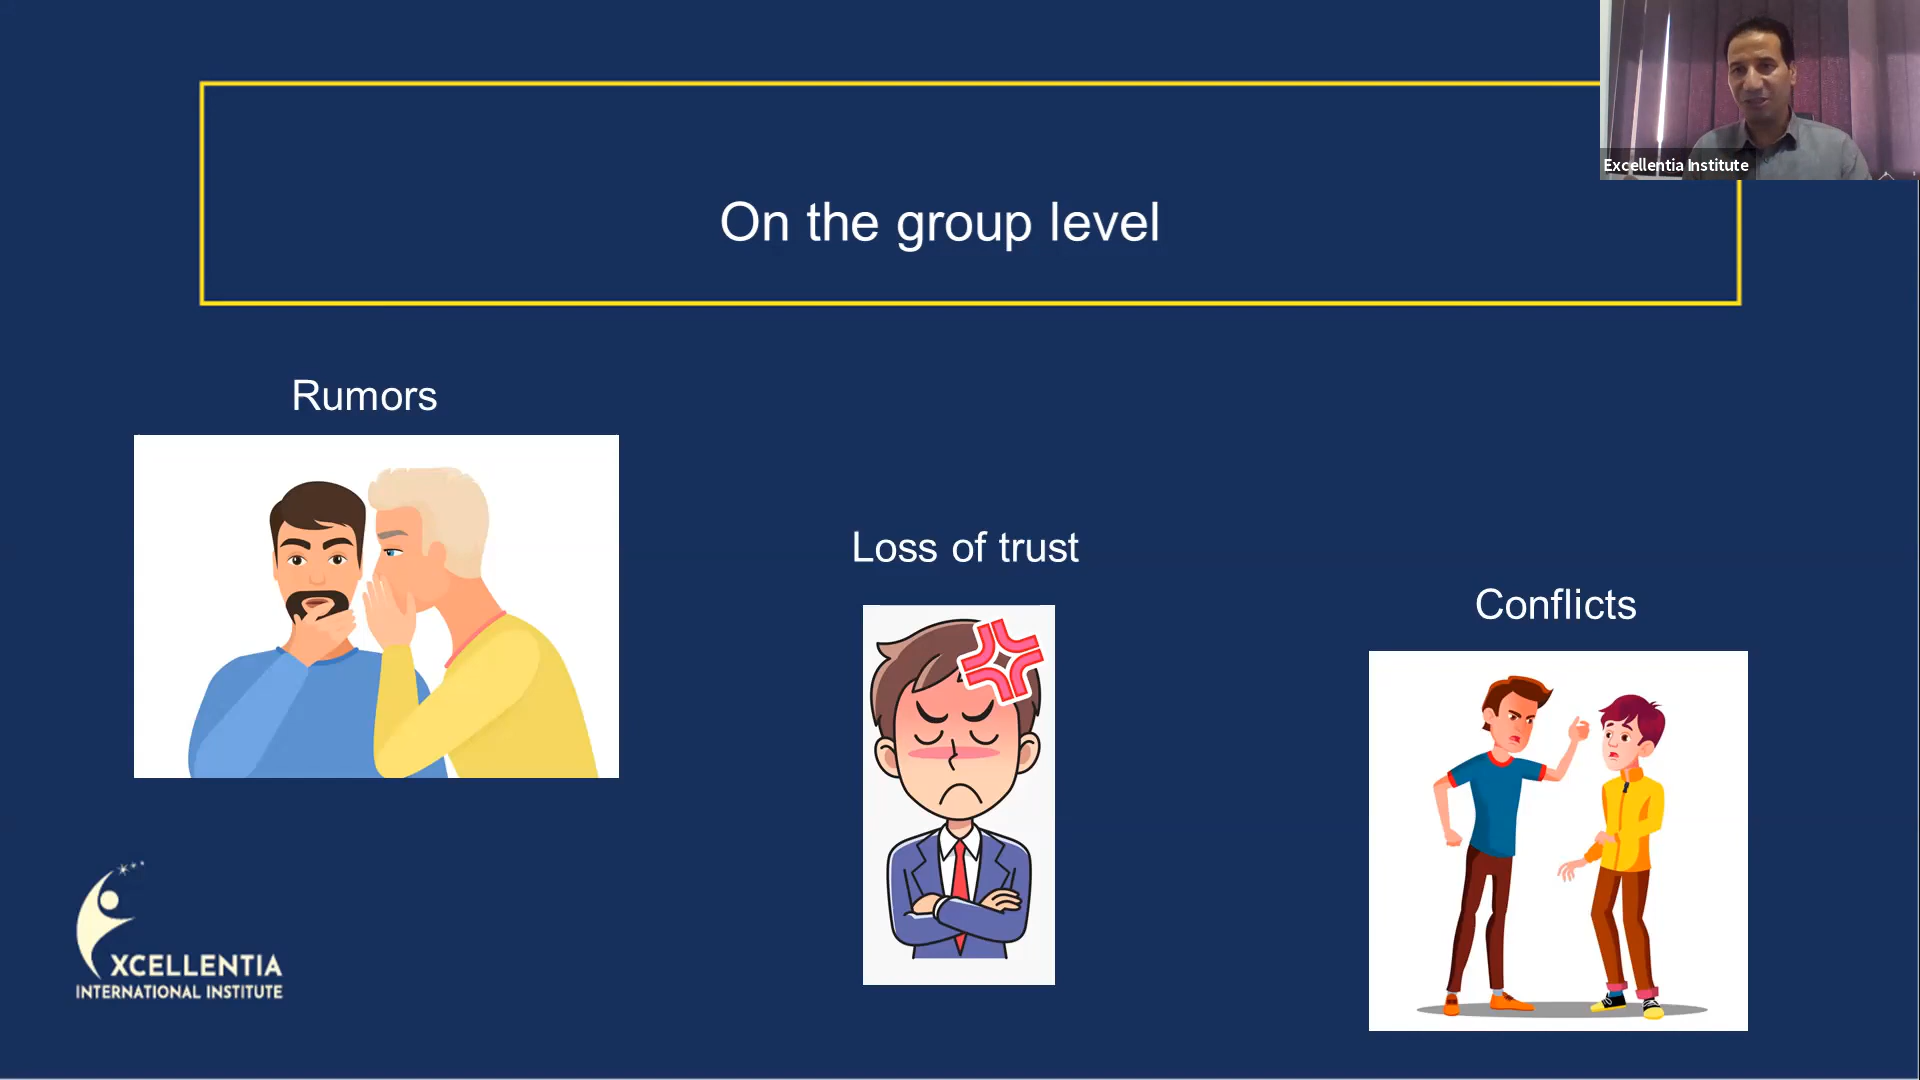 Excellentia Institute
On the group level
Rumors
Loss of trust
Conflicts
XCELLENTIA
INTERNATIONAL INSTITUTE